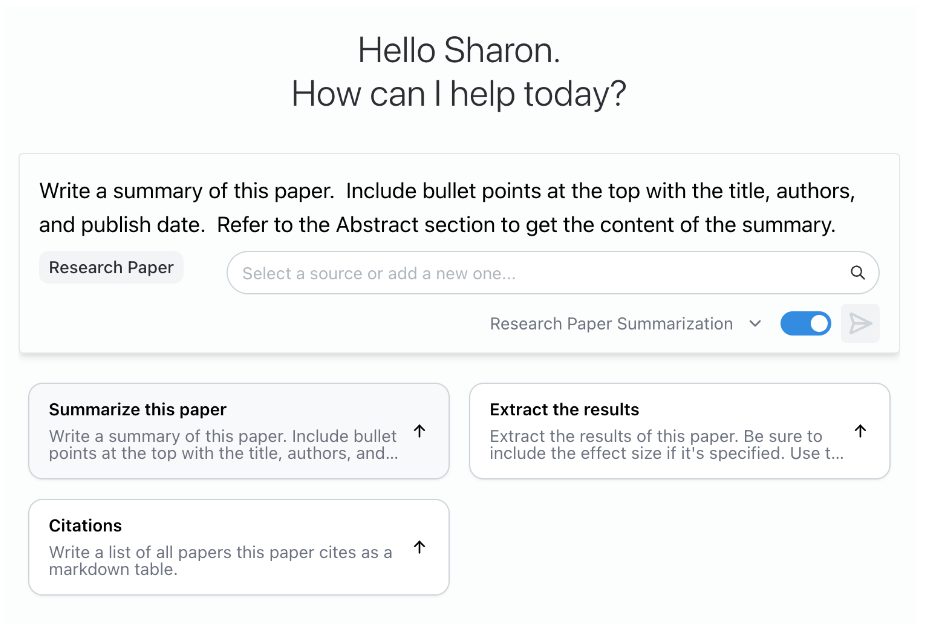 Hello Sharon.
How can I help today?
Write a summary of this paper.  Include bullet points at the top with the title, authors,
and publish date.  Refer to the Abstract section to get the content of the summary.
Research Paper
Select a source or add a new one...
Research Paper Summarization
Summarize this paper
Write a summary of this paper. Include bullet
points at the top with the title, authors, and...
Extract the results
Extract the results of this paper. Be sure to
include the effect size if it's specified. Use t...
Citations
Write a list of all papers this paper cites as a
markdown table.